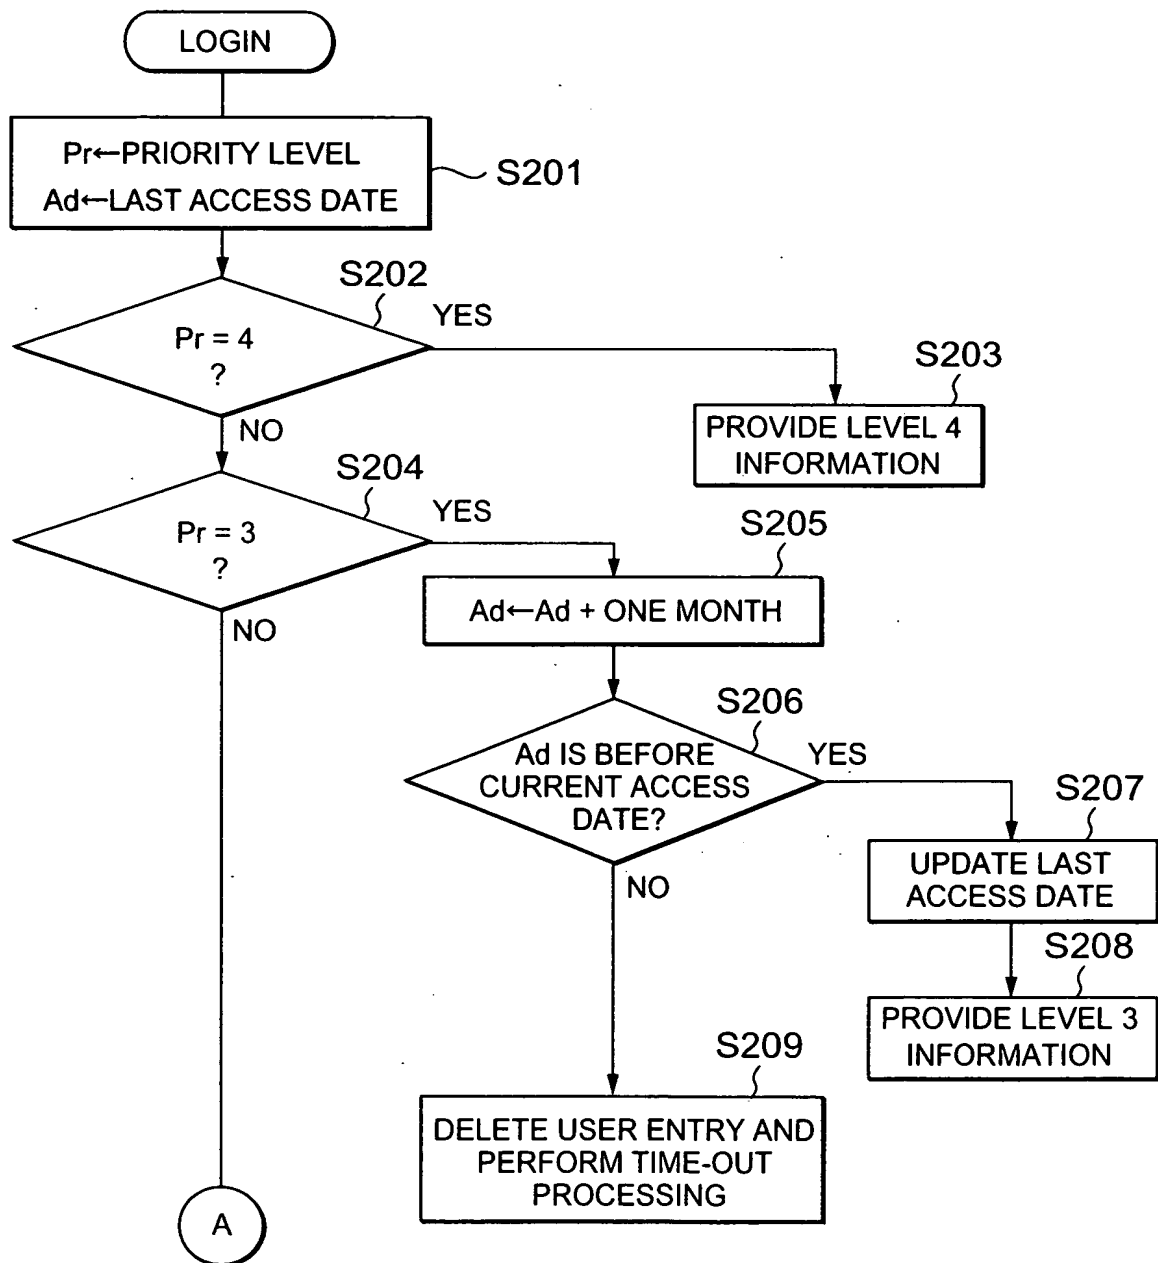 LOGIN
Pr←PRIORITY LEVEL
Ad←LAST ACCESS DATE
S201
S202
Pr = 4
?
YES
NO
S203
PROVIDE LEVEL 4
INFORMATION
S204
Pr = 3
?
YES
NO
S205
Ad←Ad + ONE MONTH
S206
Ad IS BEFORE
CURRENT ACCESS
DATE?
YES
NO
S207
UPDATE LAST
ACCESS DATE
S208
PROVIDE LEVEL 3
INFORMATION
S209
DELETE USER ENTRY AND
PERFORM TIME-OUT
PROCESSING
A